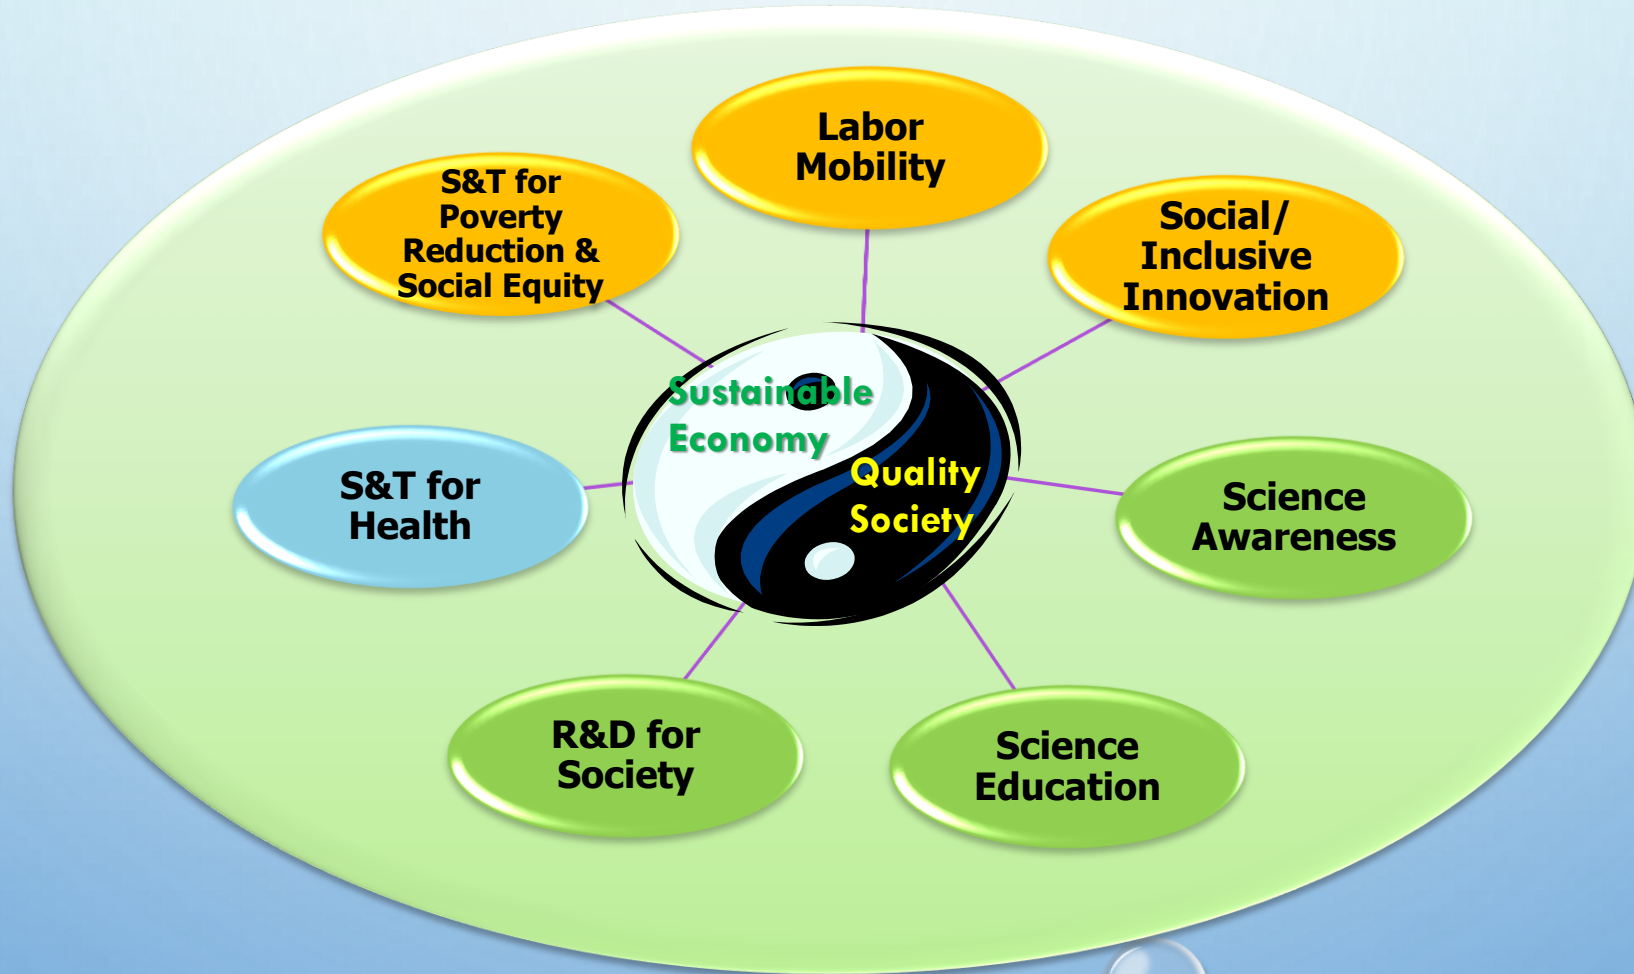 Labor
Mobility
S&T for
Poverty
Reduction &
Social Equity
Social/
Inclusive
Innovation
Sustainable
Economy
Quality
Society
S&T for
Health
Science
Awareness
R&D for
Society
Science
Education